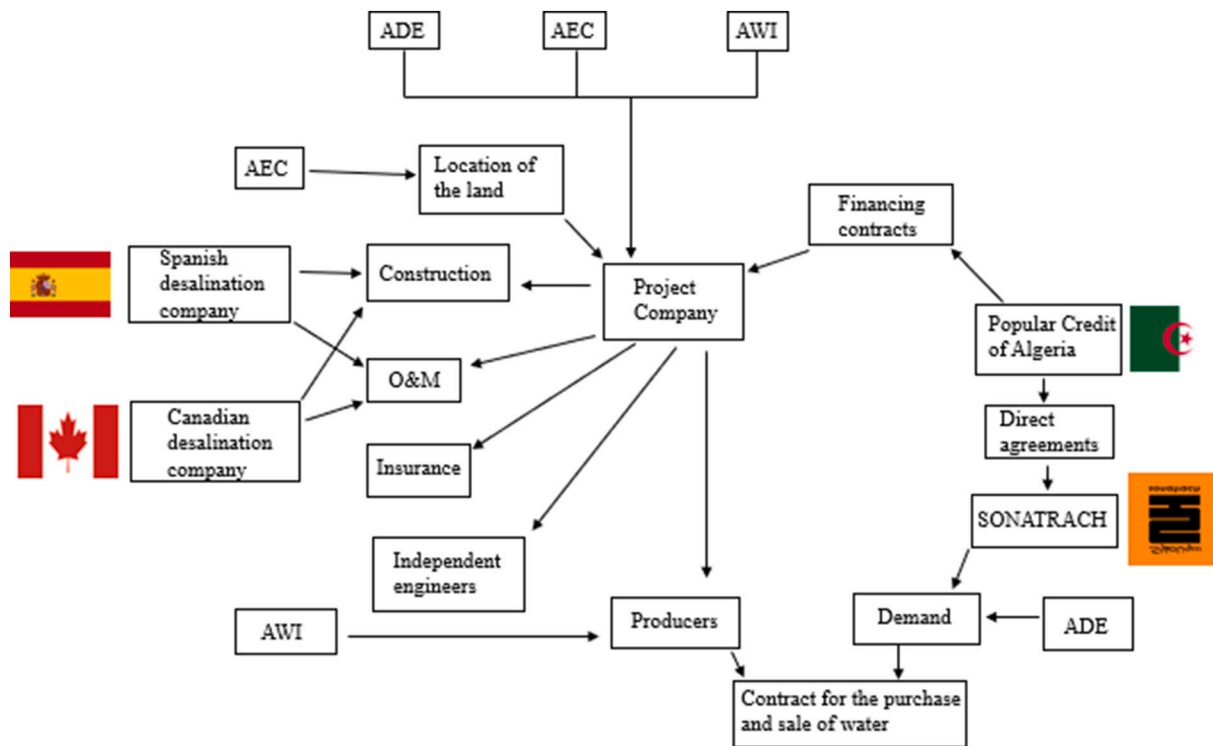 ADE
AEC
AWI
AEC
Location of
the land
Financing
contracts
Spanish
desalination
company
Construction
Project
Company
Popular Credit
of Algeria
O&M
Canadian
desalination
company
Direct
agreements
Insurance
SONATRACH
Independent
engineers
AWI
Producers
Demand
ADE
Contract for the purchase
and sale of water